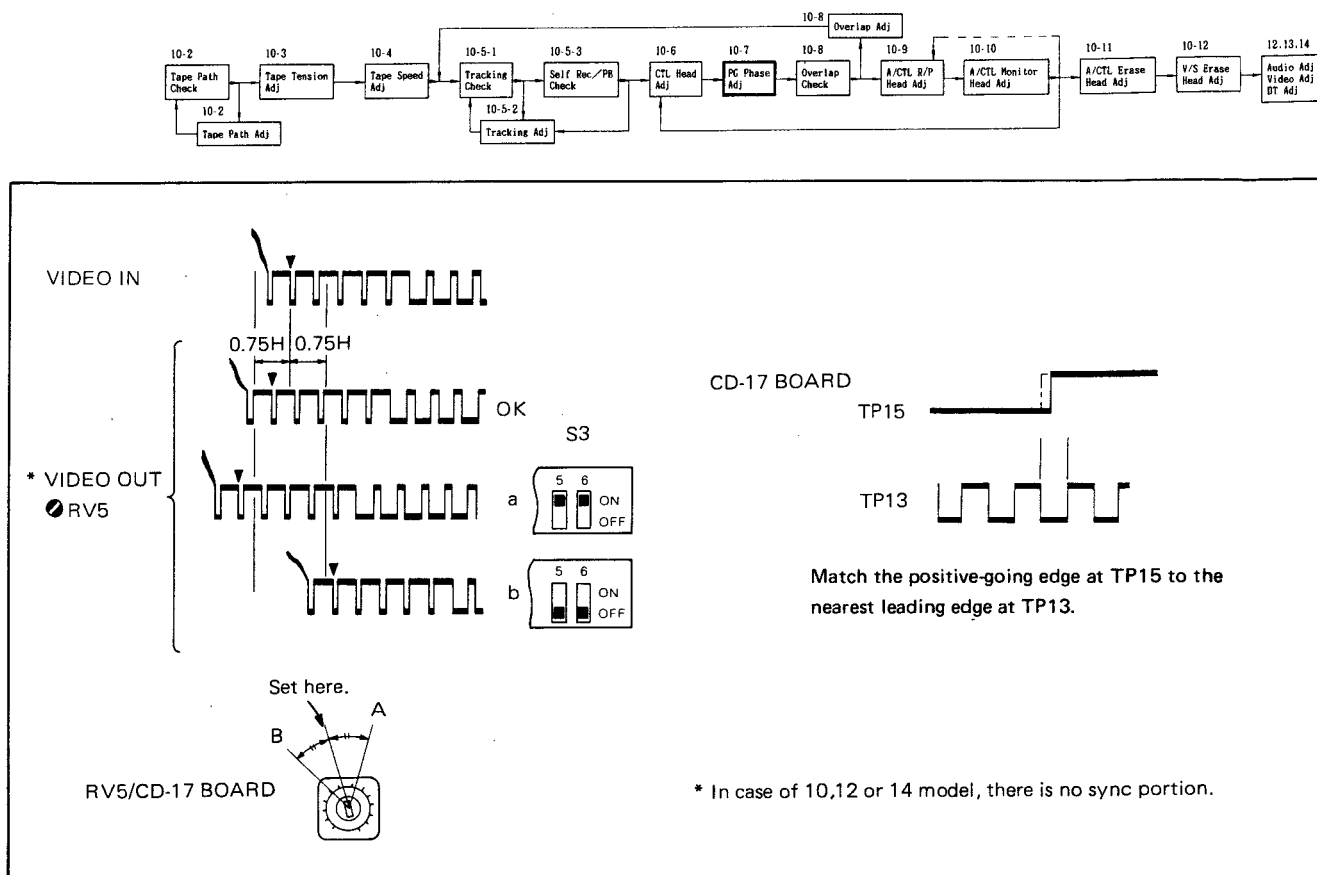 10-8
Overlap Adj
10-2
Tape Path
Check
10-3
Tape Tension
Adj
10-4
Tape Speed
Adj
10-5-1
Tracking
Check
10-5-3
Self Rec/PB
Check
10-6
CTL Head
Adj
10-7
PG Phase
Adj
10-8
Overlap
Check
10-9
A/CTL R/P
Head Adj
10-10
A/CTL Monitor
Head Adj
10-11
A/CTL Erase
Head Adj
10-12
V/S Erase
Head Adj
12.13.14
Audio Adj
Video Adj
DT Adj
10-2
Tape Path Adj
10-5-2
Tracking Adj
VIDEO IN
0.75H 0.75H
OK
* VIDEO OUT
RV5
S3
a
5 6
ON
OFF
b
5 6
ON
OFF
CD-17 BOARD
TP15
TP13
Match the positive-going edge at TP15 to the
nearest leading edge at TP13.
Set here.
A
B
RV5/CD-17 BOARD
* In case of 10,12 or 14 model, there is no sync portion.